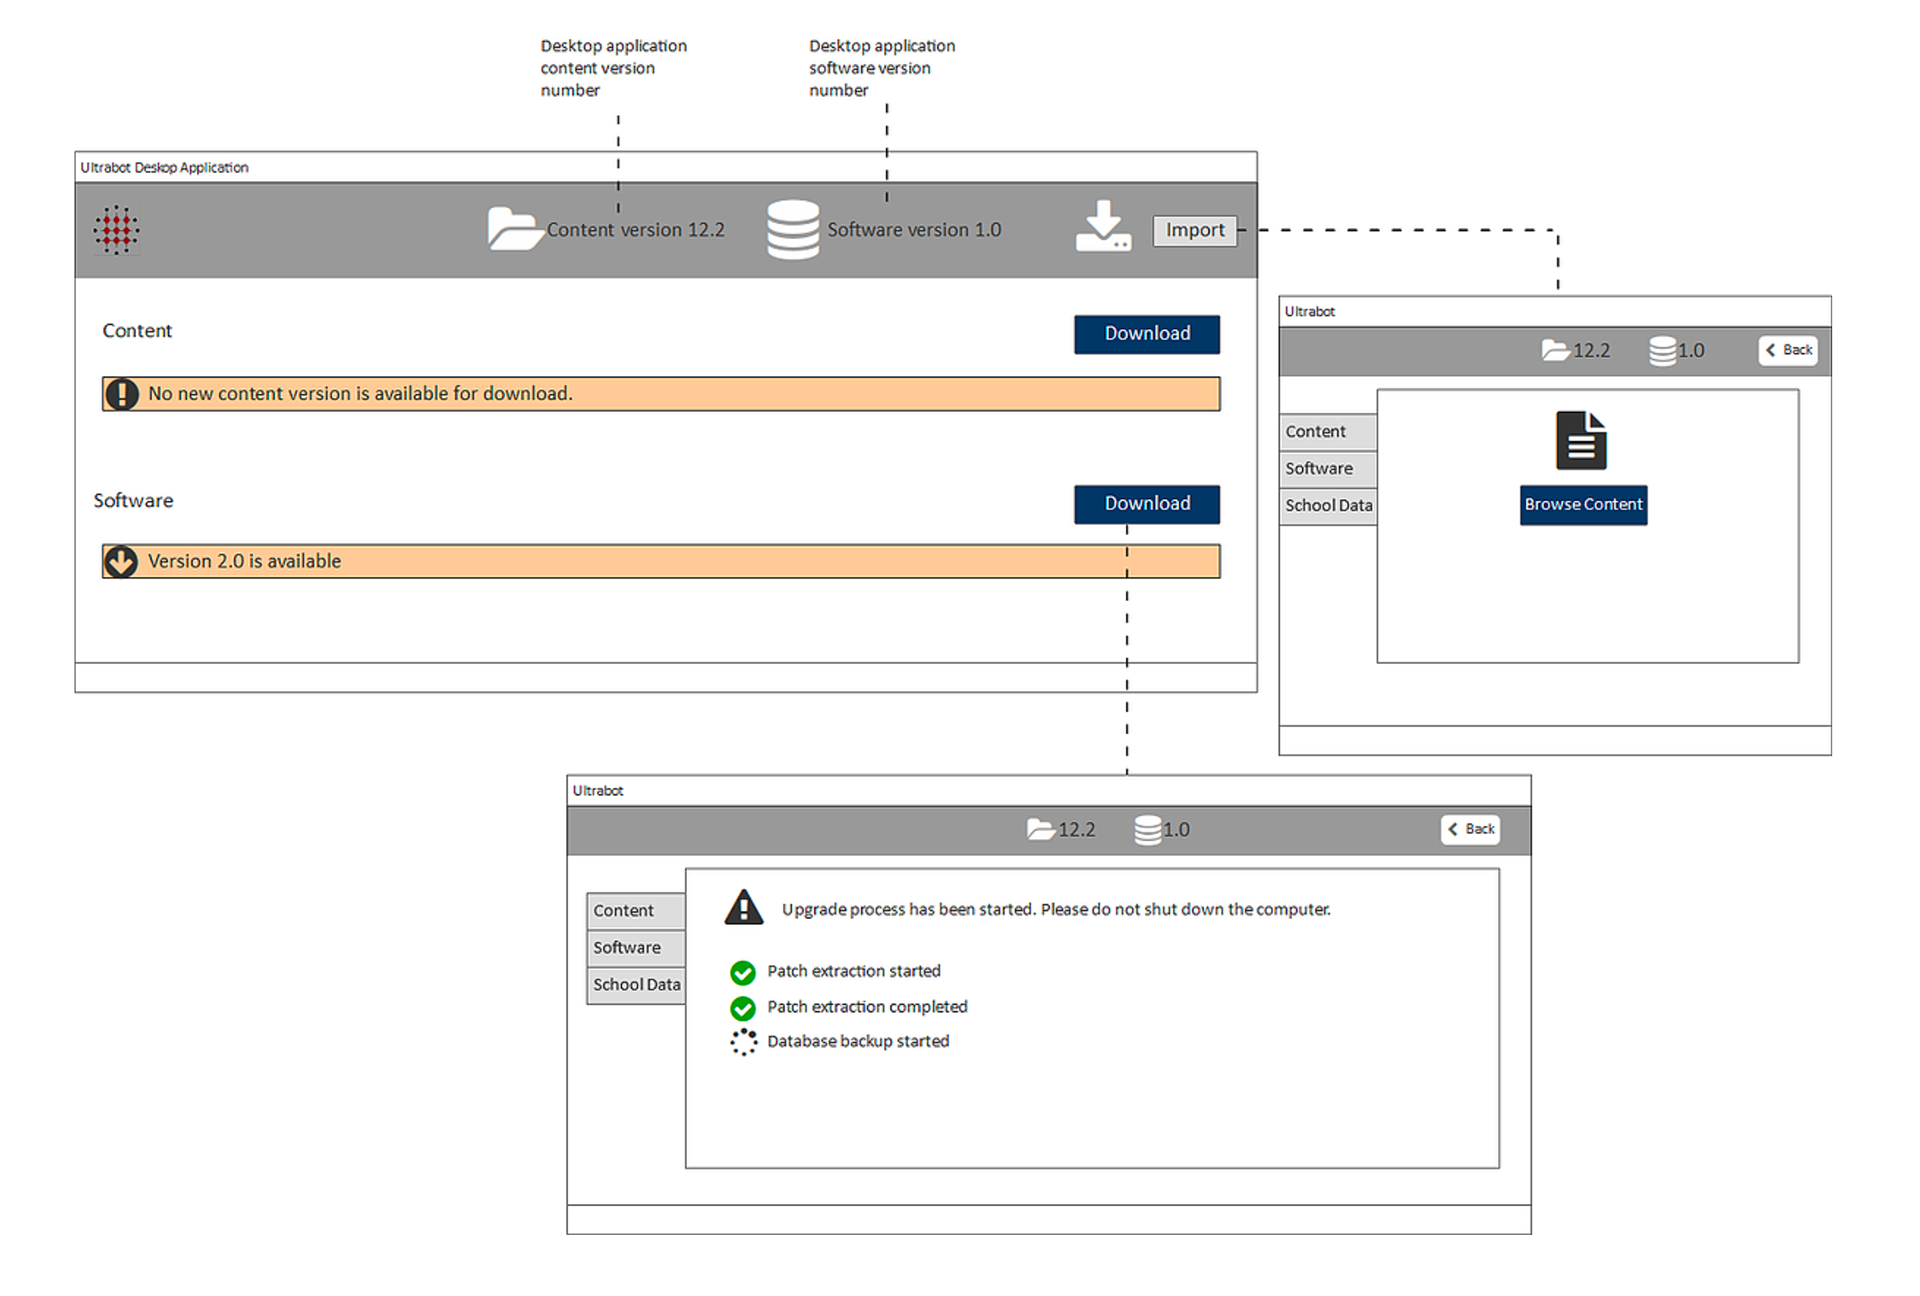 Desktop application
content version
number
Desktop application
software version
number
Ultrabot Deskop Application
Content version 12.2
Software version 1.0
Import
Content
Download
No new content version is available for download.
Software
Download
Version 2.0 is available
Ultrabot
12.2
1.0
Back
Content
Software
School Data
Browse Content
Ultrabot
12.2
1.0
Back
Content
Software
School Data
Upgrade process has been started. Please do not shut down the computer.
Patch extraction started
Patch extraction completed
Database backup started